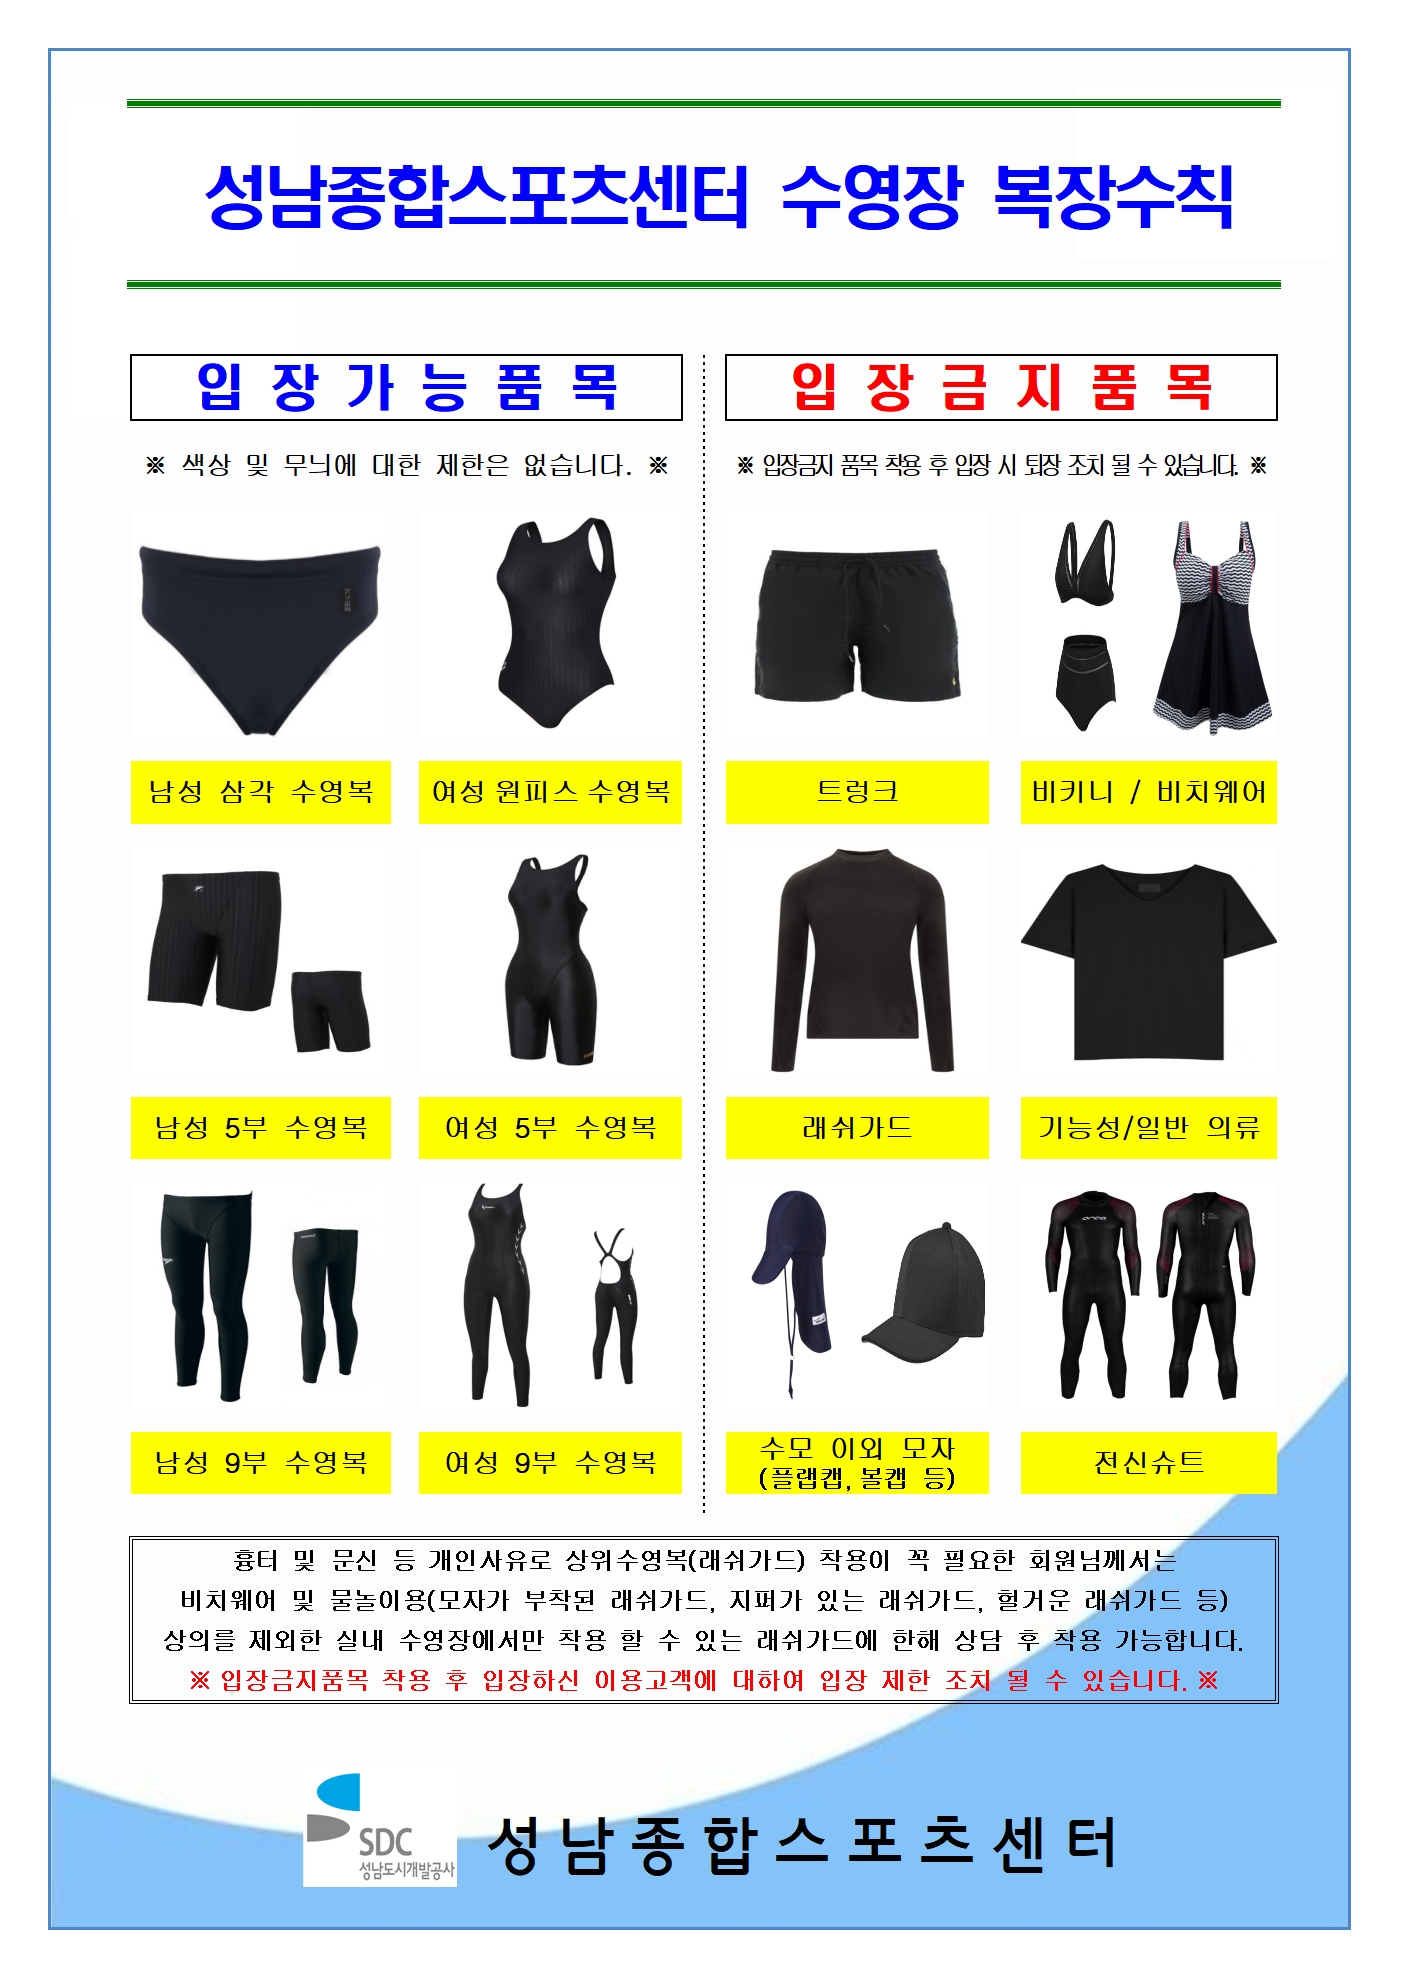 성남종합스포츠센터 수영장 복장수칙
입장가능품목
※ 색상 및 무늬에 대한 제한은 없습니다. ※
남성 삼각 수영복
여성 원피스 수영복
남성 5부 수영복
여성 5부 수영복
남성 9부 수영복
여성 9부 수영복
입장금지품목
※ 입장금지 품목 착용 후 입장 시 퇴장 조치 될 수 있습니다. ※
트렁크
비키니 / 비치웨어
래쉬가드
기능성/일반 의류
orca
수모 이외 모자
(플랩캡, 볼캡 등)
전신슈트
흉터 및 문신 등 개인사유로 상위수영복(래쉬가드) 착용이 꼭 필요한 회원님께서는
비치웨어 및 물놀이용(모자가 부착된 래쉬가드, 지퍼가 있는 래쉬가드, 헐거운 래쉬가드 등)
상의를 제외한 실내 수영장에서만 착용 할 수 있는 래쉬가드에 한해 상담 후 착용 가능합니다.
※ 입장금지품목 착용 후 입장하신 이용고객에 대하여 입장 제한 조치 될 수 있습니다. ※
SDC
성남도시개발공사
성남종합스포츠센터